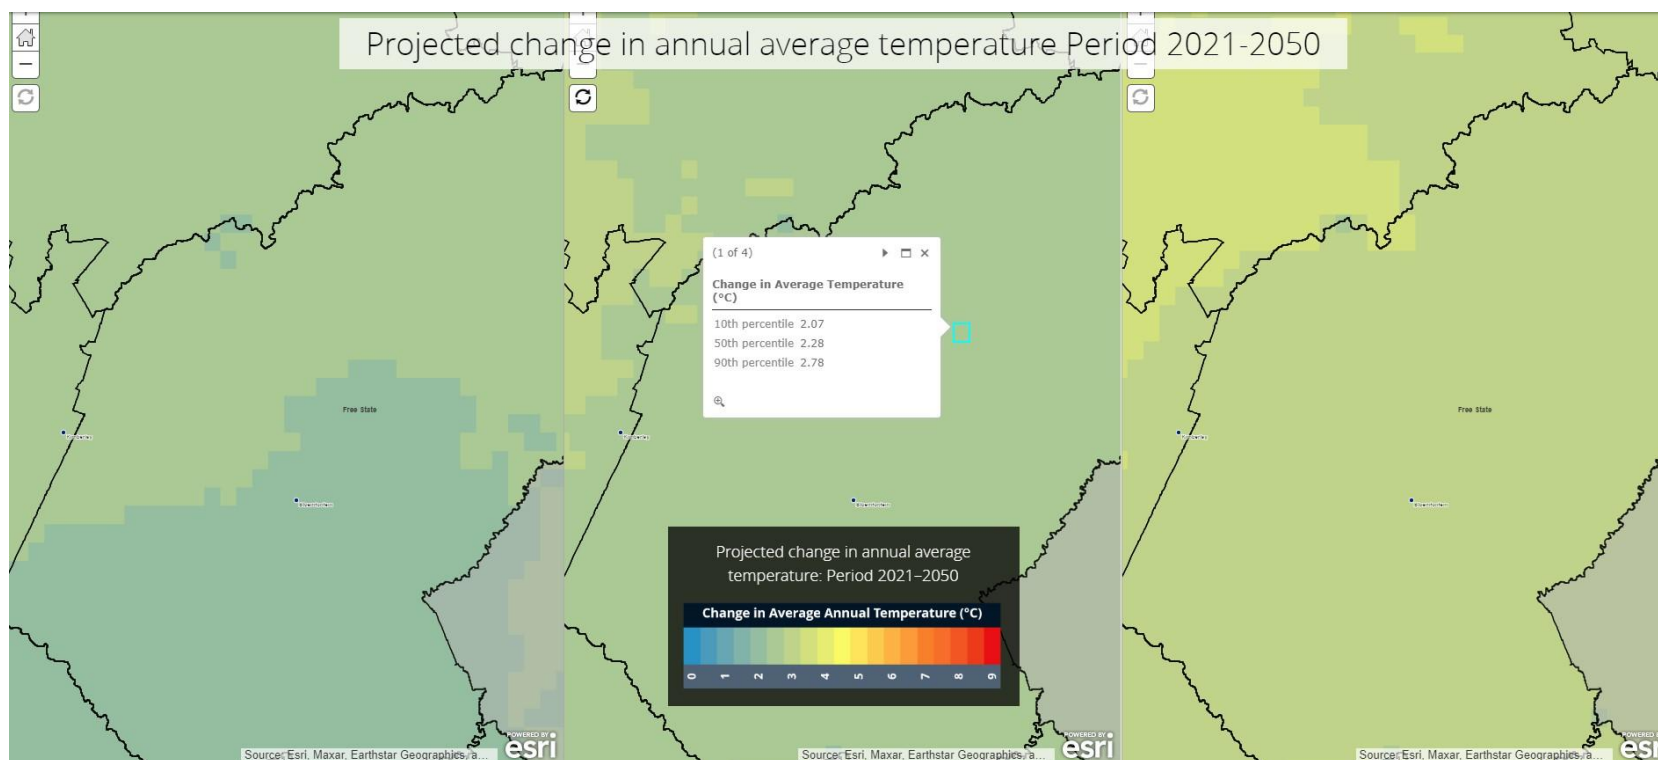 Projected change in annual average temperature Period 2021-2050
(1 of 4)
Change in Average Temperature
(°C)
10th percentile 2.07
50th percentile 2.28
90th percentile 2.78
Free State
Free State
Projected change in annual average
temperature: Period 2021–2050
Change in Average Annual Temperature (°C)
0 1 2 3 4 5 6 7 8 9
POWERED BY
esri
Source: Esri, Maxar, Earthstar Geographics, a...
POWERED BY
esri
Source: Esri, Maxar, Earthstar Geographics, a...
POWERED
esri
Source: Esri, Maxar, Earthstar Geographics, a...